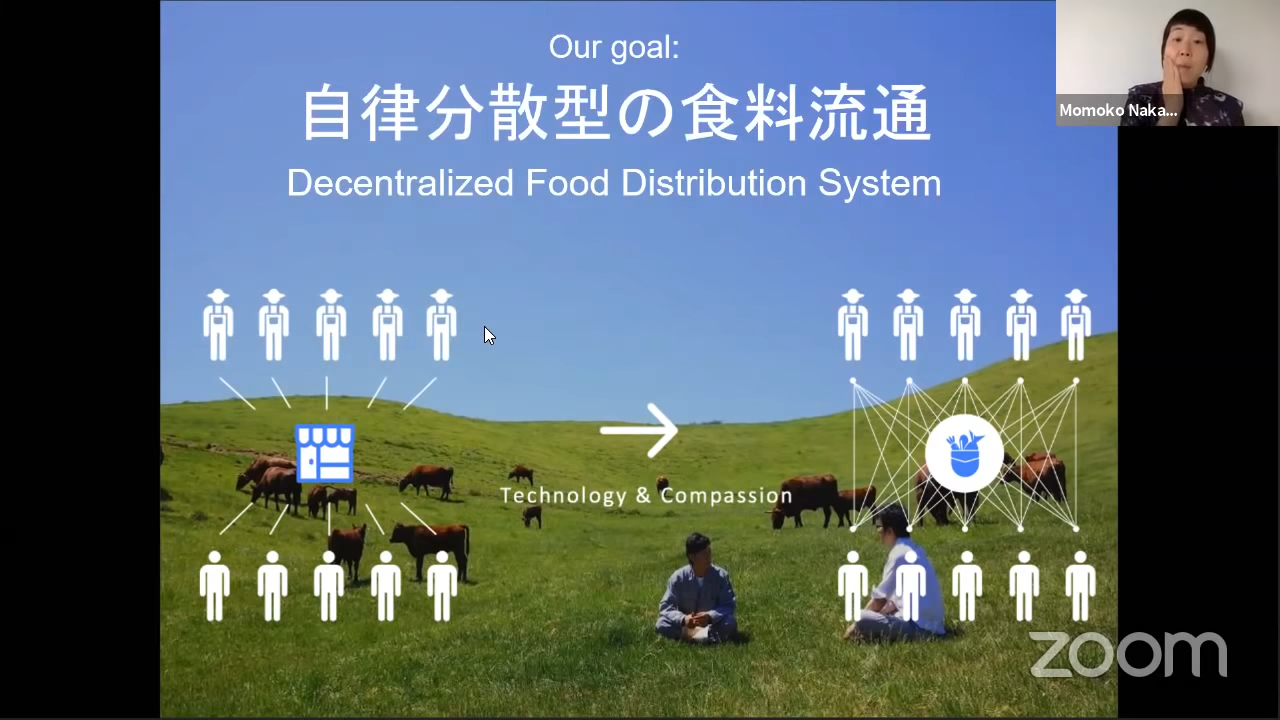 Our goal:
自律分散型の食料流通
Decentralized Food Distribution System
Momoko Naka...
Technology & Compassion
zoom